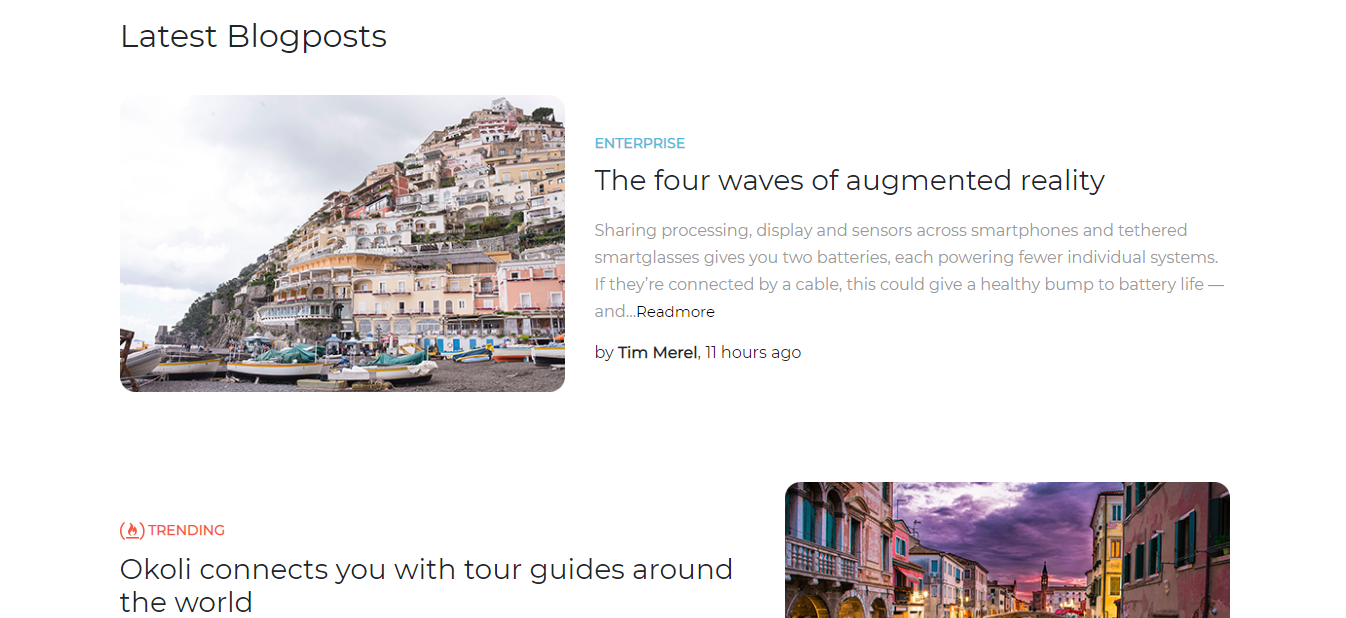 Latest Blogposts
ENTERPRISE
The four waves of augmented reality
Sharing processing, display and sensors across smartphones and tethered
smartglasses gives you two batteries, each powering fewer individual systems.
If they’re connected by a cable, this could give a healthy bump to battery life —
and...Readmore
by Tim Merel, 11 hours ago
TRENDING
Okoli connects you with tour guides around
the world